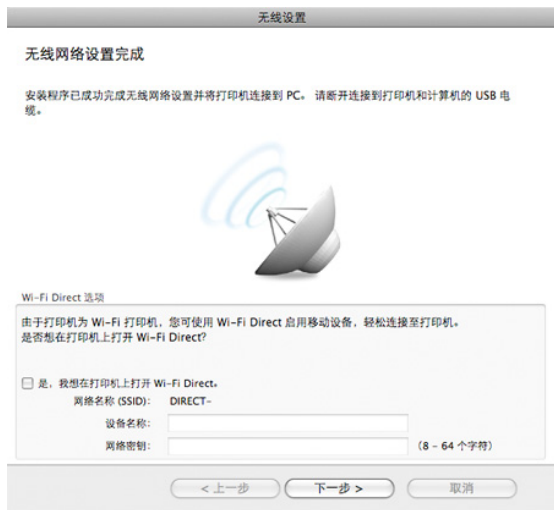 无线设置
无线网络设置完成
安装程序已成功完成无线网络设置并将打印机连接到 PC。 请断开连接到打印机和计算机的 USB 电
缆。
Wi-Fi Direct 选项
由于打印机为 Wi-Fi 打印机，您可使用 Wi-Fi Direct 启用移动设备，轻松连接至打印机。
是否想在打印机上打开 Wi-Fi Direct?
是，我想在打印机上打开 Wi-Fi Direct。
网络名称 (SSID): DIRECT-
设备名称:
网络密钥: (8 - 64 个字符)
< 上一步 下一步 > 取消